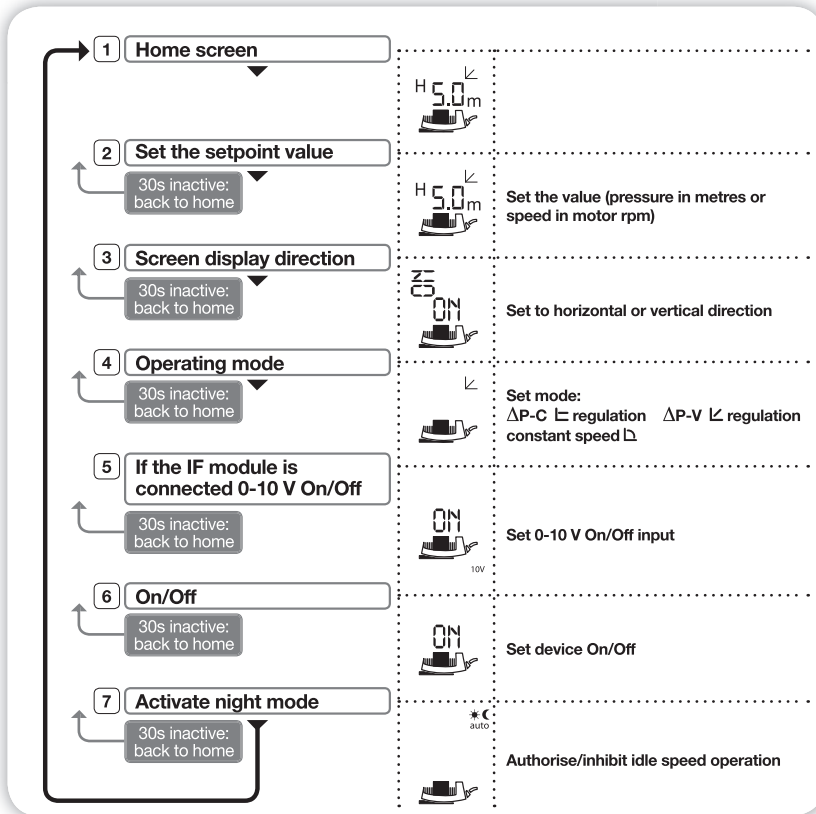 1 Home screen
H 5.0 m
2 Set the setpoint value
30s inactive:
back to home
H 5.0 m
Set the value (pressure in metres or
speed in motor rpm)
3 Screen display direction
30s inactive:
back to home
ON
Set to horizontal or vertical direction
4 Operating mode
30s inactive:
back to home
Set mode:
ΔP-C regulation ΔP-V regulation
constant speed
5 If the IF module is
connected 0-10 V On/Off
30s inactive:
back to home
ON
10V
Set 0-10 V On/Off input
6 On/Off
30s inactive:
back to home
ON
Set device On/Off
7 Activate night mode
30s inactive:
back to home
auto
Authorise/inhibit idle speed operation